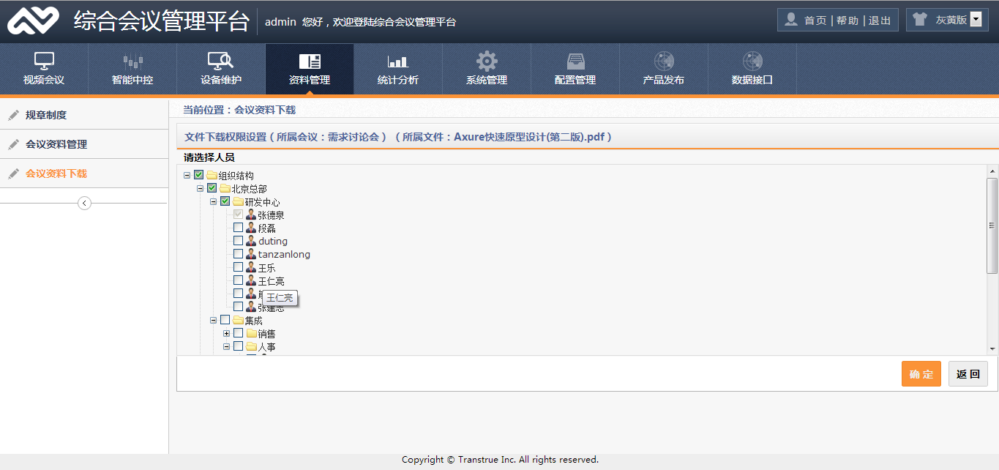 综合会议管理平台
admin 您好，欢迎登陆综合会议管理平台
首页 | 帮助 | 退出
灰黄版
视频会议 智能中控 设备维护 资料管理 统计分析 系统管理 配置管理 产品发布 数据接口
规章制度
会议资料管理
会议资料下载
当前位置：会议资料下载
文件下载权限设置（所属会议：需求讨论会）（所属文件：Axure快速原型设计(第二版).pdf）
请选择人员
组织结构
北京总部
研发中心
张德泉
段磊
duting
tanzanlong
王乐
王仁亮
王仁亮
张建志
集成
销售
人事
确 定
返 回
Copyright © Transtrue Inc. All rights reserved.